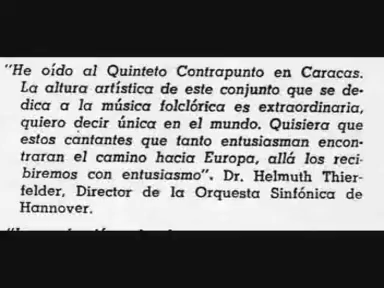 "He oído al Quinteto Contrapunto en Caracas.
La altura artística de este conjunto que se de-
dica a la música folclórica es extraordinaria,
quiero decir única en el mundo. Quisiera que
estos cantantes que tanto entusiasman encon-
traran el camino hacia Europa, allá los reci-
biremos con entusiasmo". Dr. Helmuth Thier-
felder, Director de la Orquesta Sinfónica de
Hannover.